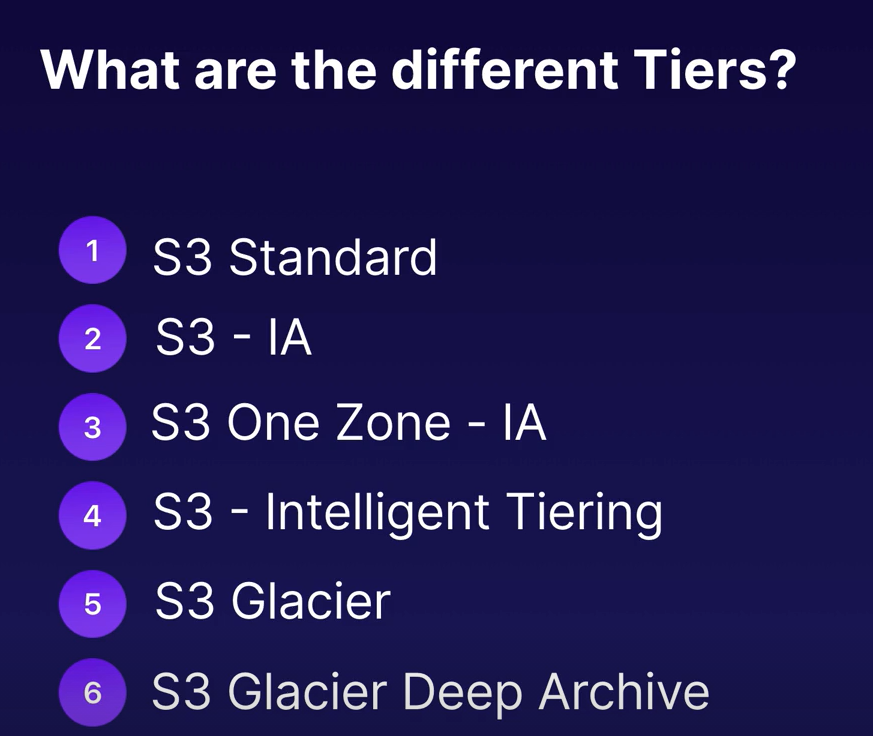 What are the different Tiers?
1 S3 Standard
2 S3 - IA
3 S3 One Zone - IA
4 S3 - Intelligent Tiering
5 S3 Glacier
6 S3 Glacier Deep Archive